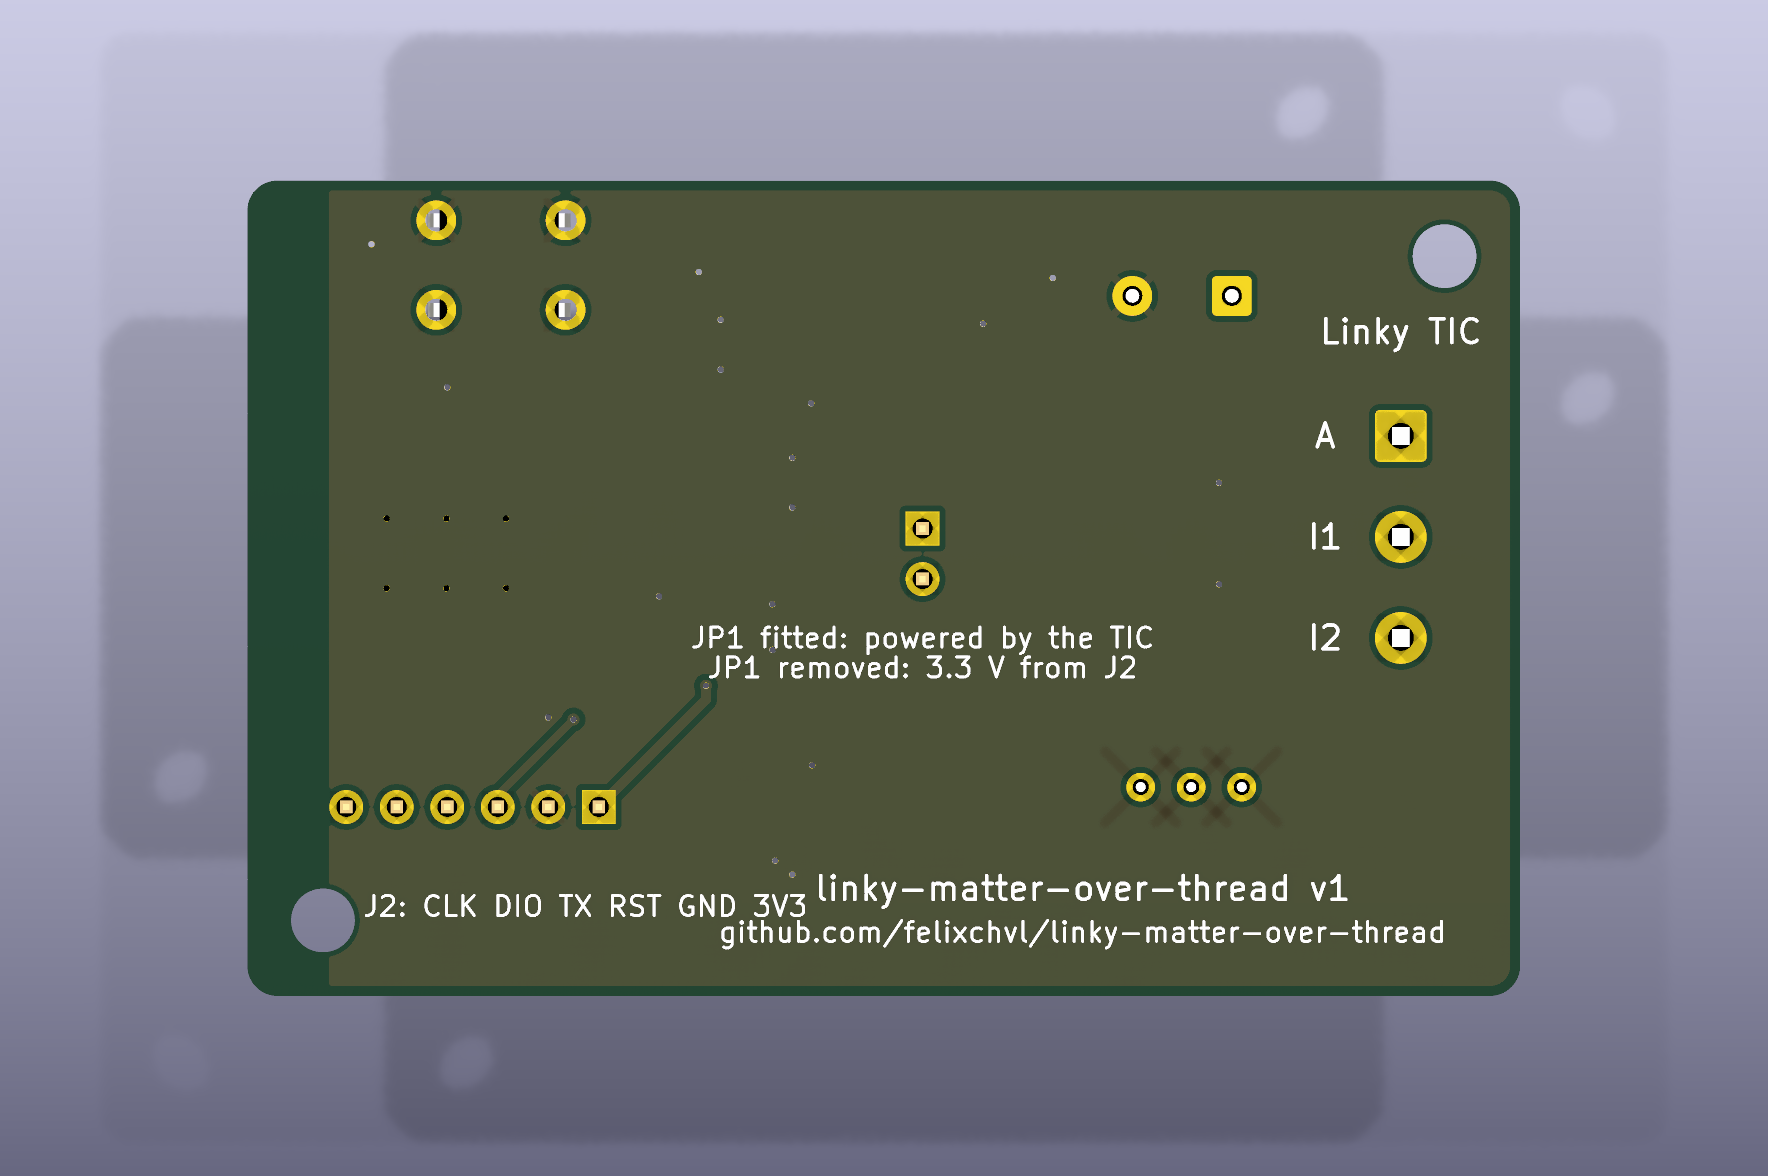 Linky TIC
A
I1
I2
JP1 fitted: powered by the TIC
JP1 removed: 3.3 V from J2
linky-matter-over-thread v1
J2: CLK DIO TX RST GND 3V3
github.com/felixchvl/linky-matter-over-thread